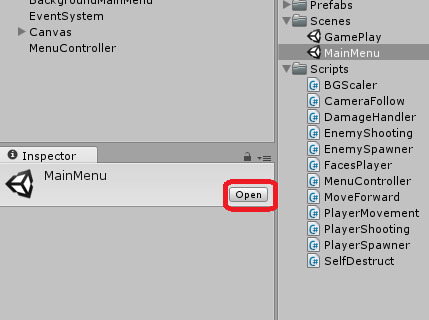 BackgroundMainMenu
EventSystem
Canvas
MenuController
Inspector
MainMenu
Open
Prefabs
Scenes
GamePlay
MainMenu
Scripts
BGScaler
CameraFollow
DamageHandler
EnemyShooting
EnemySpawner
FacesPlayer
MenuController
MoveForward
PlayerMovement
PlayerShooting
PlayerSpawner
SelfDestruct